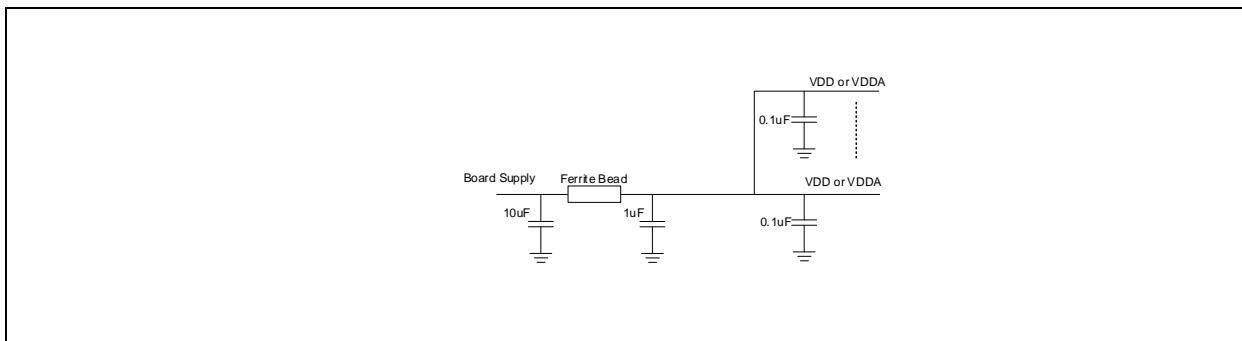 VDD or VDDA
0.1uF
Board Supply
Ferrite Bead
VDD or VDDA
10uF
1uF
0.1uF